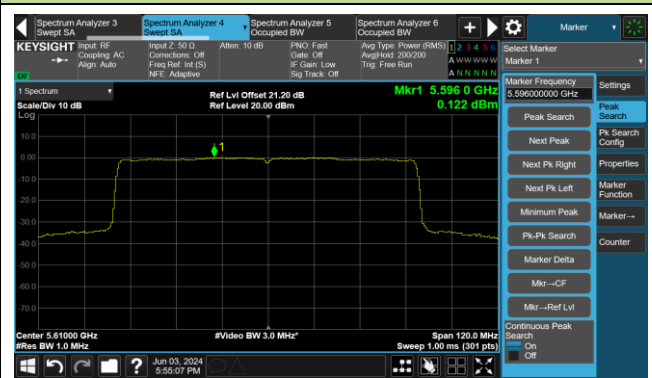 Spectrum Analyzer 3
Swept SA
Spectrum Analyzer 4
Swept SA
Spectrum Analyzer 5
Occupied BW
Spectrum Analyzer 6
Occupied BW
Marker
KEYSIGHT
Input: RF
Coupling: AC
Align: Auto
Input Z: 50 Ω
Corrections: Off
Freq Ref: Int (S)
NFE: Adaptive
Atten: 10 dB
PNO: Fast
Gate: Off
IF Gain: Low
Sig Track: Off
Avg Type: Power (RMS)
Avg|Hold: 200/200
Trig: Free Run
1 2 3 4 5 6
A W W W W W
A N N N N N
LXI
Select Marker
Marker 1
1 Spectrum
Scale/Div 10 dB
Log
Ref Lvl Offset 21.20 dB
Ref Level 20.00 dBm
Mkr1 5.596 0 GHz
0.122 dBm
1
10.0
0.00
-10.0
-20.0
-30.0
-40.0
-50.0
-60.0
-70.0
Center 5.61000 GHz
#Res BW 1.0 MHz
#Video BW 3.0 MHz*
Span 120.0 MHz
Sweep 1.00 ms (301 pts)
Marker Frequency
5.596000000 GHz
Peak Search
Next Peak
Next Pk Right
Next Pk Left
Minimum Peak
Pk-Pk Search
Marker Delta
Mkr→CF
Mkr→Ref Lvl
Continuous Peak
Search
On
Off
Settings
Peak
Search
Pk Search
Config
Properties
Marker
Function
Marker→
Counter
Jun 03, 2024
5:55:07 PM